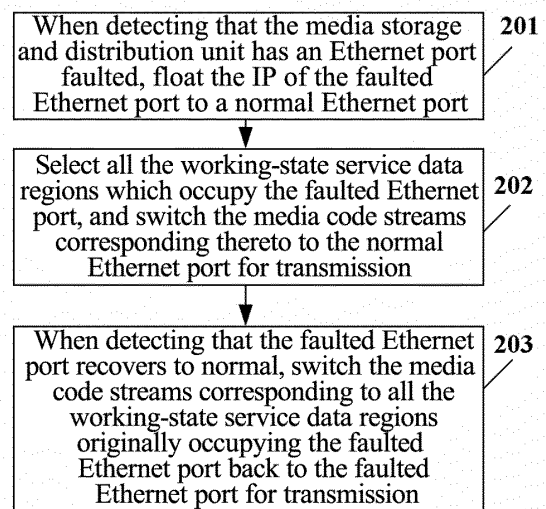 When detecting that the media storage
and distribution unit has an Ethernet port
faulted, float the IP of the faulted
Ethernet port to a normal Ethernet port
201
Select all the working-state service data
regions which occupy the faulted Ethernet
port, and switch the media code streams
corresponding thereto to the normal
Ethernet port for transmission
202
When detecting that the faulted Ethernet
port recovers to normal, switch the media
code streams corresponding to all the
working-state service data regions
originally occupying the faulted
Ethernet port back to the faulted
Ethernet port for transmission
203